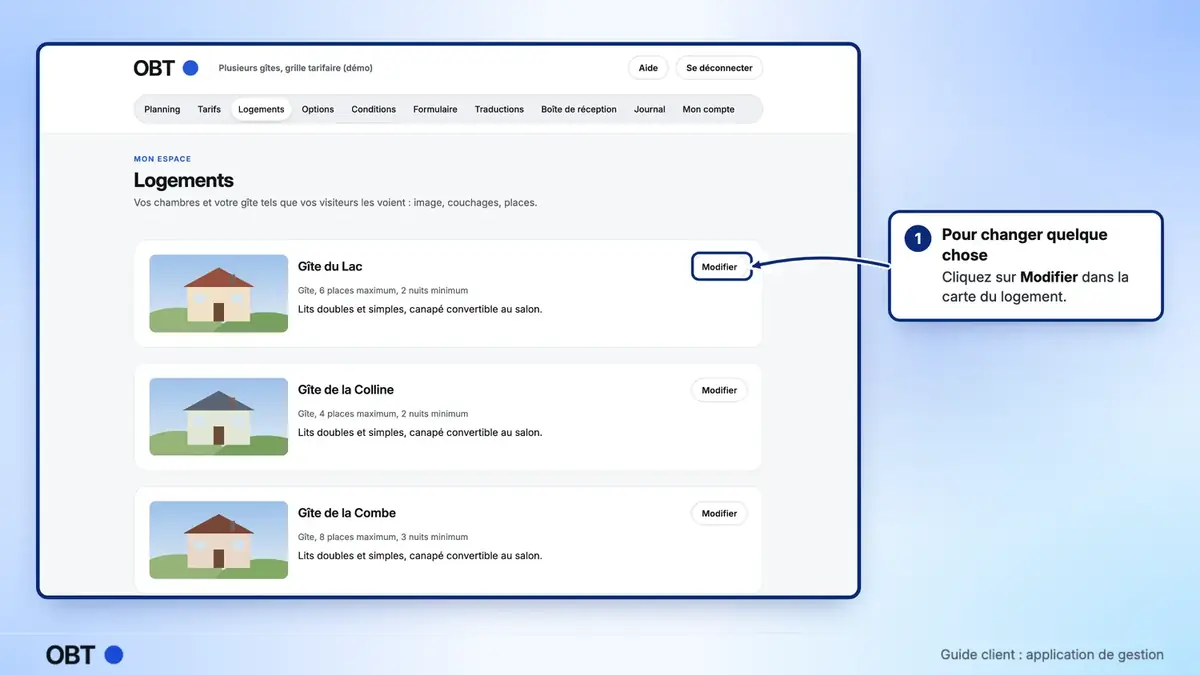 OBT
Plusieurs gîtes, grille tarifaire (démo)
Aide
Se déconnecter
Planning
Tarifs
Logements
Options
Conditions
Formulaire
Traductions
Boîte de réception
Journal
Mon compte
MON ESPACE
Logements
Vos chambres et votre gîte tels que vos visiteurs les voient : image, couchages, places.
Gîte du Lac
Modifier
Gîte, 6 places maximum, 2 nuits minimum
Lits doubles et simples, canapé convertible au salon.
Gîte de la Colline
Modifier
Gîte, 4 places maximum, 2 nuits minimum
Lits doubles et simples, canapé convertible au salon.
Gîte de la Combe
Modifier
Gîte, 8 places maximum, 3 nuits minimum
Lits doubles et simples, canapé convertible au salon.
1
Pour changer quelque
chose
Cliquez sur Modifier dans la
carte du logement.
OBT
Guide client : application de gestion